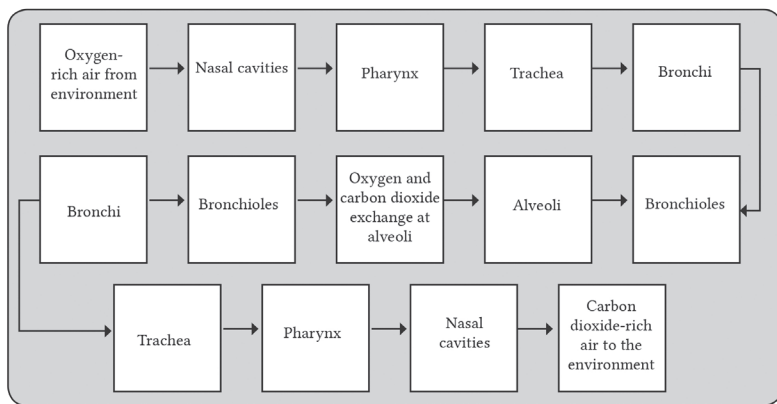 Oxygen-
rich air from
environment
Nasal cavities
Pharynx
Trachea
Bronchi
Bronchi
Bronchioles
Oxygen and
carbon dioxide
exchange at
alveoli
Alveoli
Bronchioles
Trachea
Pharynx
Nasal
cavities
Carbon
dioxide-rich
air to the
environment